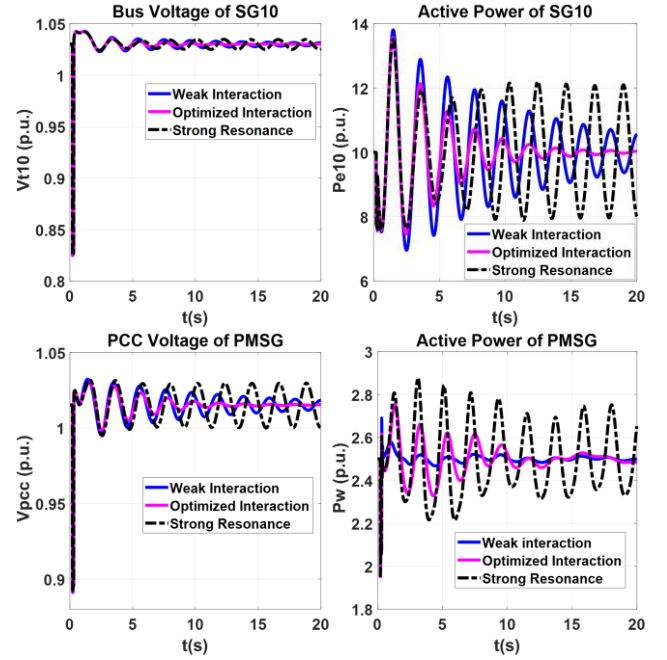 Bus Voltage of SG10
1.05
1
0.95
0.9
0.85
0.8
Vt10 (p.u.)
Weak Interaction
Optimized Interaction
Strong Resonance
0 5 10 15 20
t(s)
Active Power of SG10
14
12
10
8
6
Pe10 (p.u.)
Weak Interaction
Optimized Interaction
Strong Resonance
0 5 10 15 20
t(s)
PCC Voltage of PMSG
1.05
1
0.95
0.9
Vpcc (p.u.)
Weak Interaction
Optimized Interaction
Strong Resonance
0 5 10 15 20
t(s)
Active Power of PMSG
3
2.8
2.6
2.4
2.2
2
1.8
Pw (p.u.)
Weak interaction
Optimized Interaction
Strong Resonance
0 5 10 15 20
t(s)